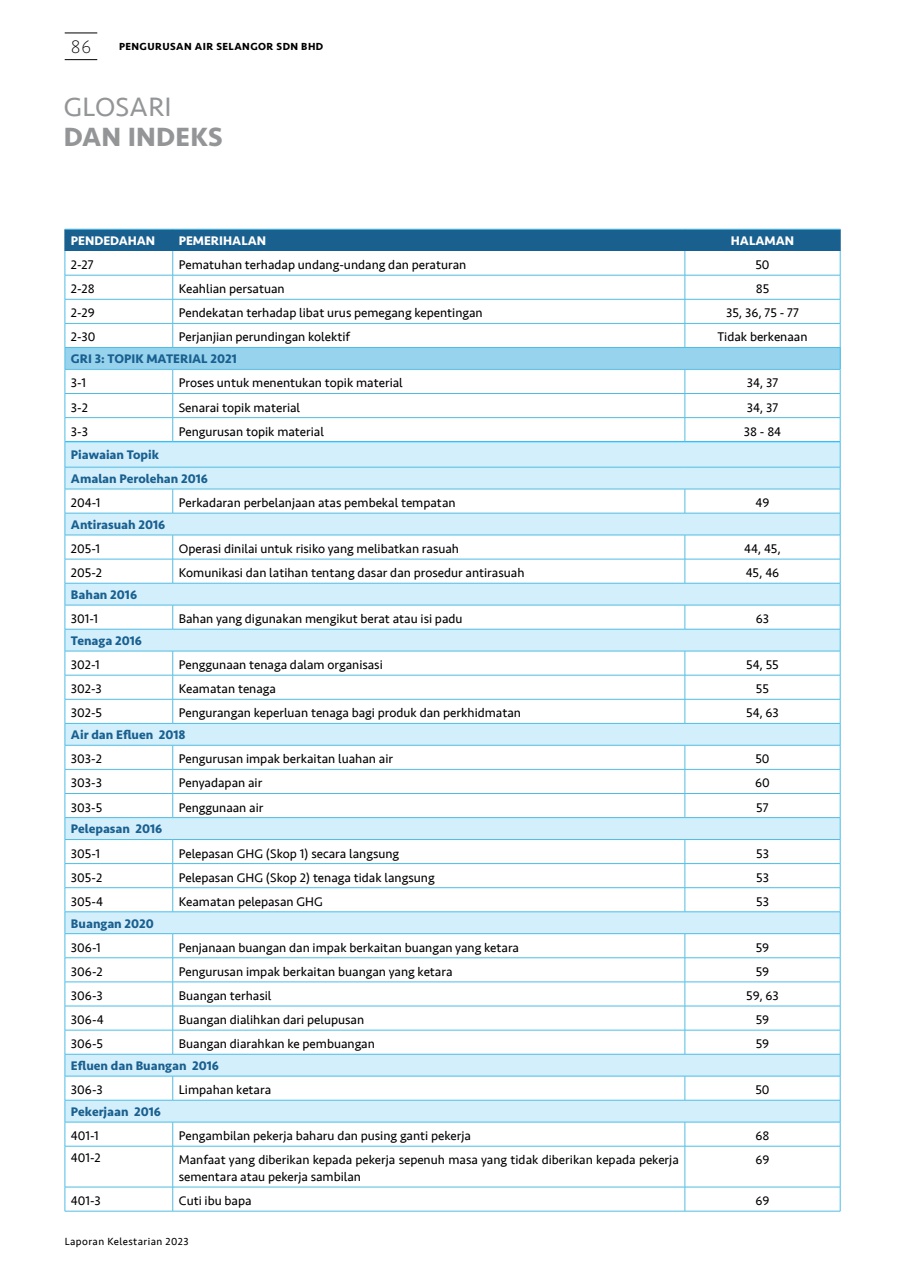 86
PENGURUSAN AIR SELANGOR SDN BHD
GLOSARI
DAN INDEKS
PENDEDAHAN PEMERIHALAN HALAMAN
2-27 Pematuhan terhadap undang-undang dan peraturan 50
2-28 Keahlian persatuan 85
2-29 Pendekatan terhadap libat urus pemegang kepentingan 35, 36, 75 - 77
2-30 Perjanjian perundingan kolektif Tidak berkenaan
GRI 3: TOPIK MATERIAL 2021
3-1 Proses untuk menentukan topik material 34, 37
3-2 Senarai topik material 34, 37
3-3 Pengurusan topik material 38 - 84
Piawaian Topik
Amalan Perolehan 2016
204-1 Perkadaran perbelanjaan atas pembekal tempatan 49
Antirasuah 2016
205-1 Operasi dinilai untuk risiko yang melibatkan rasuah 44, 45,
205-2 Komunikasi dan latihan tentang dasar dan prosedur antirasuah 45, 46
Bahan 2016
301-1 Bahan yang digunakan mengikut berat atau isi padu 63
Tenaga 2016
302-1 Penggunaan tenaga dalam organisasi 54, 55
302-3 Keamatan tenaga 55
302-5 Pengurangan keperluan tenaga bagi produk dan perkhidmatan 54, 63
Air dan Efluen 2018
303-2 Pengurusan impak berkaitan luahan air 50
303-3 Penyadapan air 60
303-5 Penggunaan air 57
Pelepasan 2016
305-1 Pelepasan GHG (Skop 1) secara langsung 53
305-2 Pelepasan GHG (Skop 2) tenaga tidak langsung 53
305-4 Keamatan pelepasan GHG 53
Buangan 2020
306-1 Penjanaan buangan dan impak berkaitan buangan yang ketara 59
306-2 Pengurusan impak berkaitan buangan yang ketara 59
306-3 Buangan terhasil 59, 63
306-4 Buangan dialihkan dari pelupusan 59
306-5 Buangan diarahkan ke pembuangan 59
Efluen dan Buangan 2016
306-3 Limpahan ketara 50
Pekerjaan 2016
401-1 Pengambilan pekerja baharu dan pusing ganti pekerja 68
401-2 Manfaat yang diberikan kepada pekerja sepenuh masa yang tidak diberikan kepada pekerja 69
sementara atau pekerja sambilan
401-3 Cuti ibu bapa 69
Laporan Kelestarian 2023